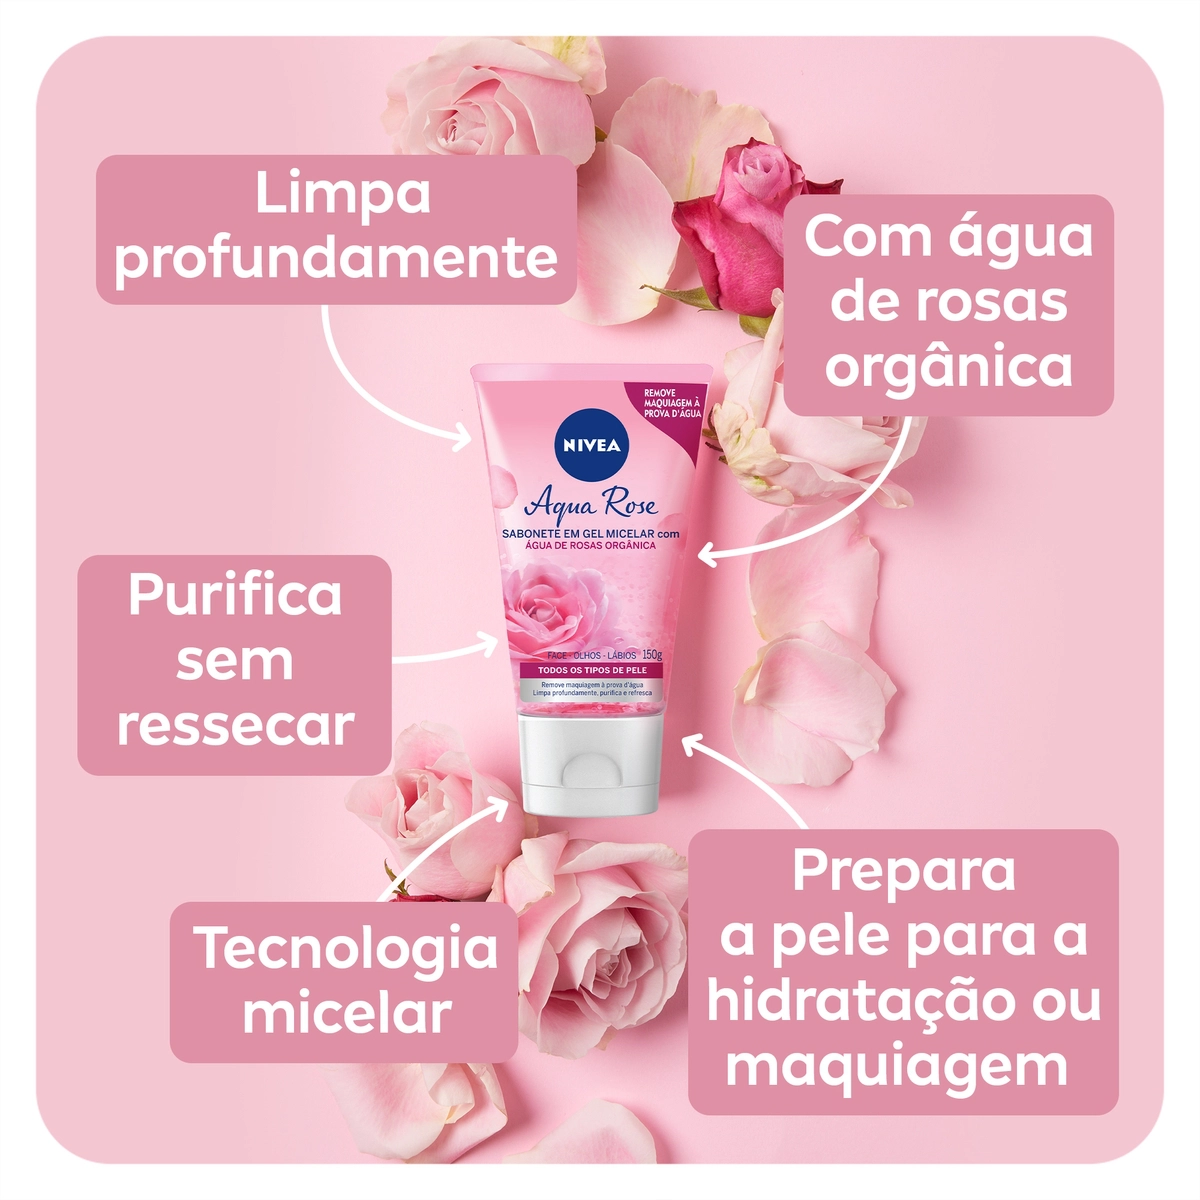 Limpa
profundamente
Com água
de rosas
orgânica
REMOVE
MAQUIAGEM À
PROVA D'ÁGUA
NIVEA
Aqua Rose
SABONETE EM GEL MICELAR com
ÁGUA DE ROSAS ORGÂNICA
Purifica
sem
ressecar
FACE - OLHOS - LÁBIOS 150g
TODOS OS TIPOS DE PELE
Remove maquiagem à prova d'água
Limpa profundamente, purifica e refresca
Prepara
a pele para a
hidratação ou
maquiagem
Tecnologia
micelar